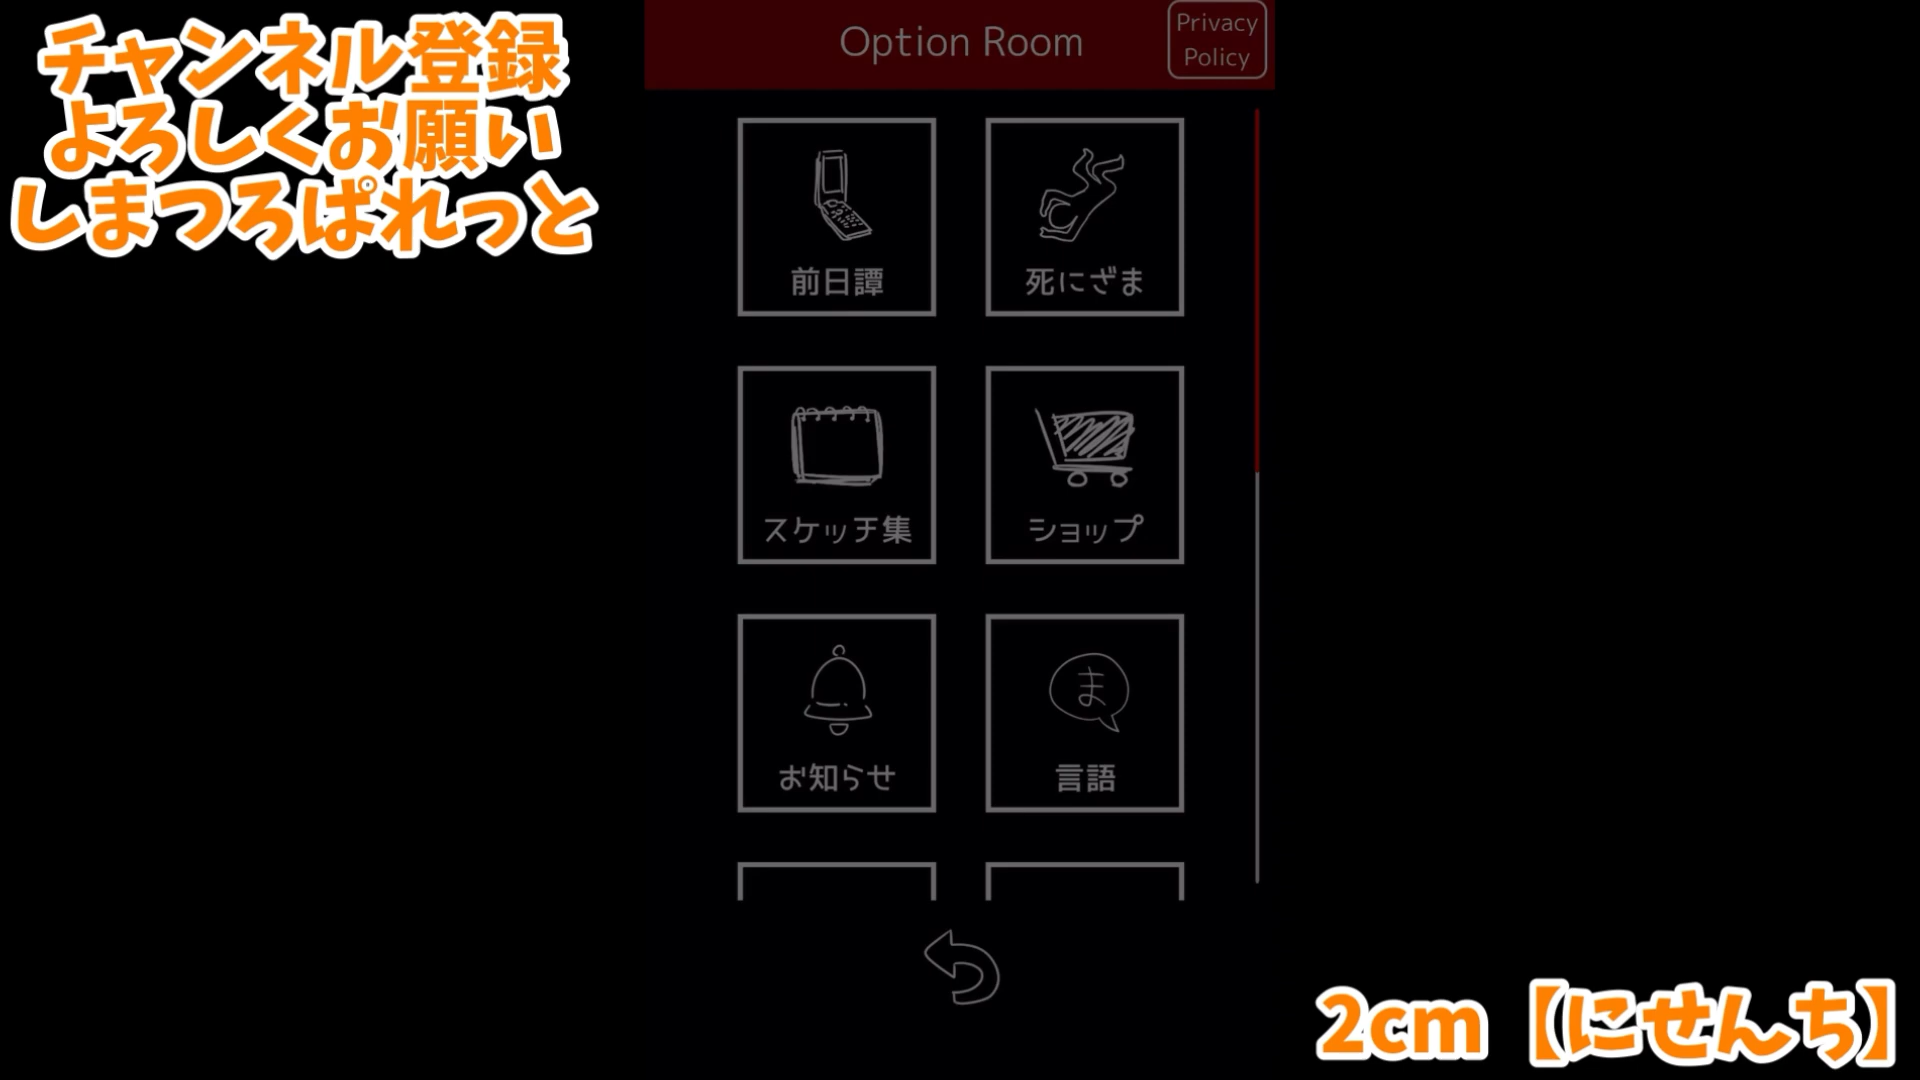 チャンネル登録
よろしくお願い
しまつろぱれっと
Option Room
Privacy
Policy
前日譚
死にざま
スケッチ集
ショップ
お知らせ
ま
言語
2cm【にせんち】